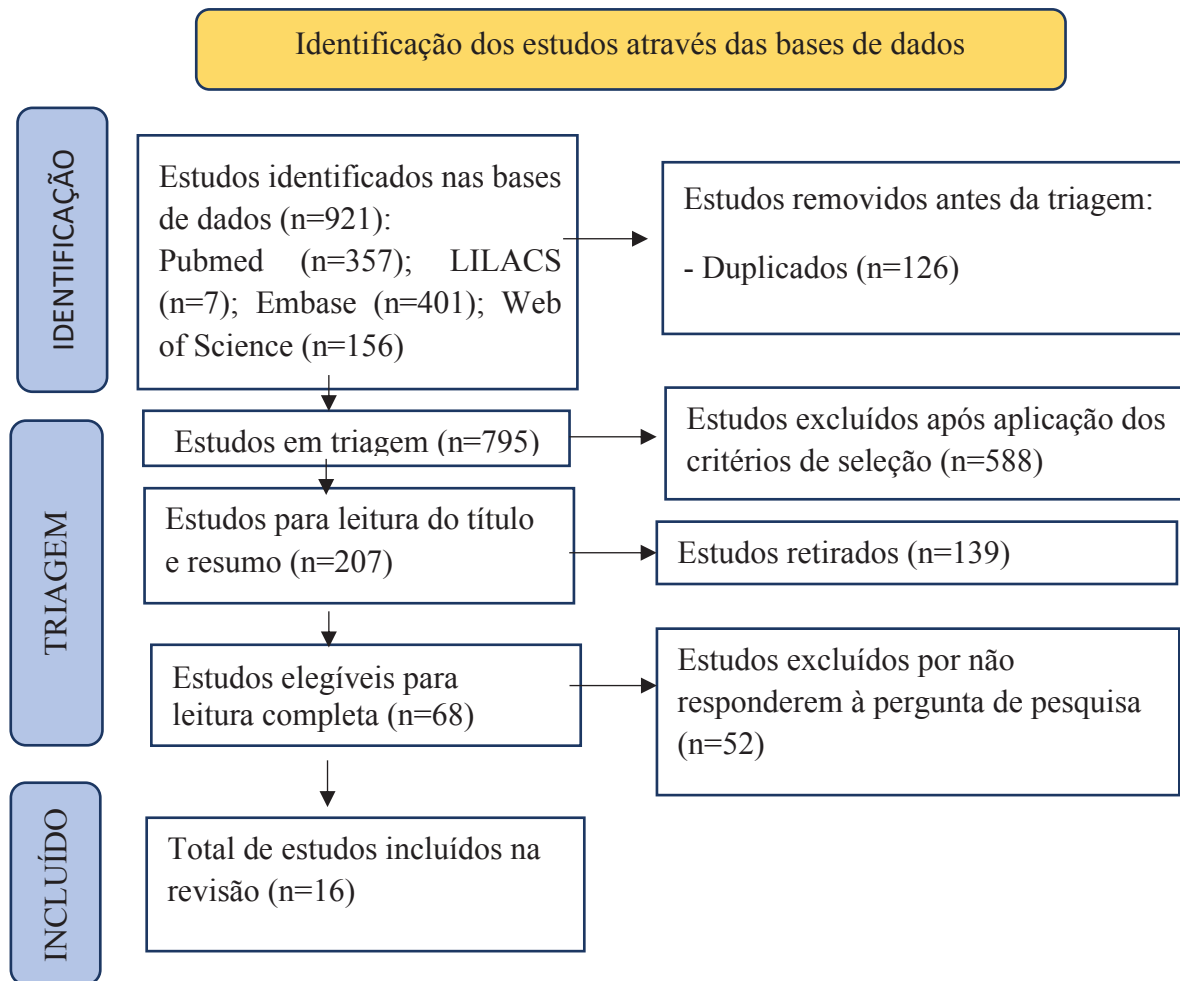 Identificação dos estudos através das bases de dados
IDENTIFICAÇÃO
Estudos identificados nas bases
de dados (n=921):
Pubmed (n=357); LILACS
(n=7); Embase (n=401); Web
of Science (n=156)
Estudos removidos antes da triagem:
- Duplicados (n=126)
TRIAGEM
Estudos em triagem (n=795)
Estudos excluídos após aplicação dos
critérios de seleção (n=588)
Estudos para leitura do título
e resumo (n=207)
Estudos retirados (n=139)
Estudos elegíveis para
leitura completa (n=68)
Estudos excluídos por não
responderem à pergunta de pesquisa
(n=52)
INCLUÍDO
Total de estudos incluídos na
revisão (n=16)